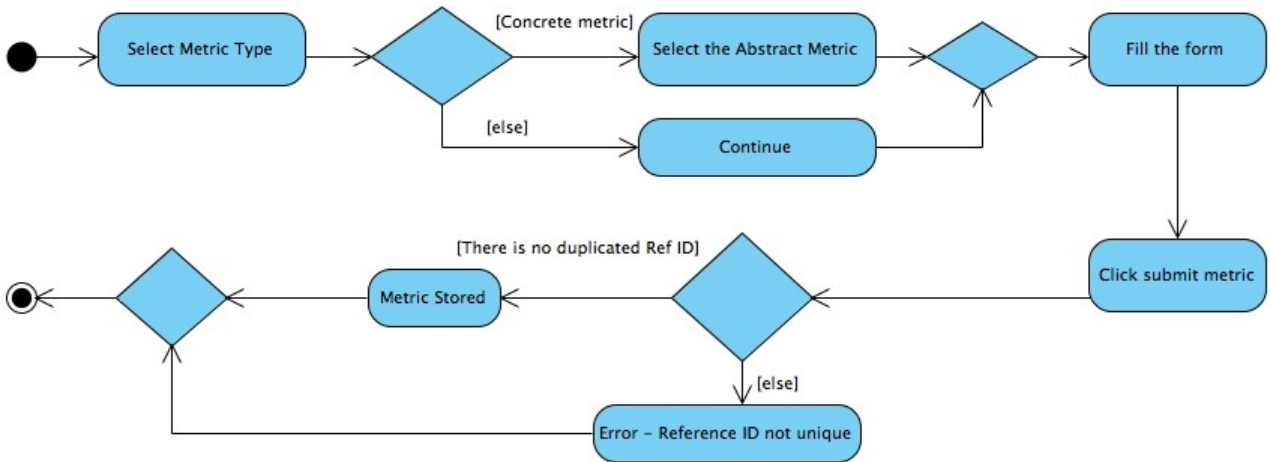 Select Metric Type
[Concrete metric]
Select the Abstract Metric
Fill the form
[else]
Continue
[There is no duplicated Ref ID]
Click submit metric
Metric Stored
[else]
Error - Reference ID not unique